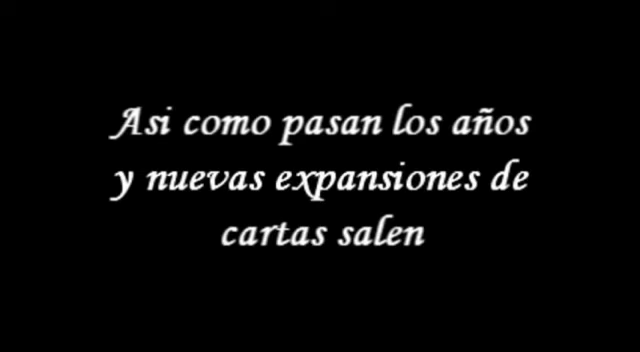 Asi como pasan los años
y nuevas expansiones de
cartas salen